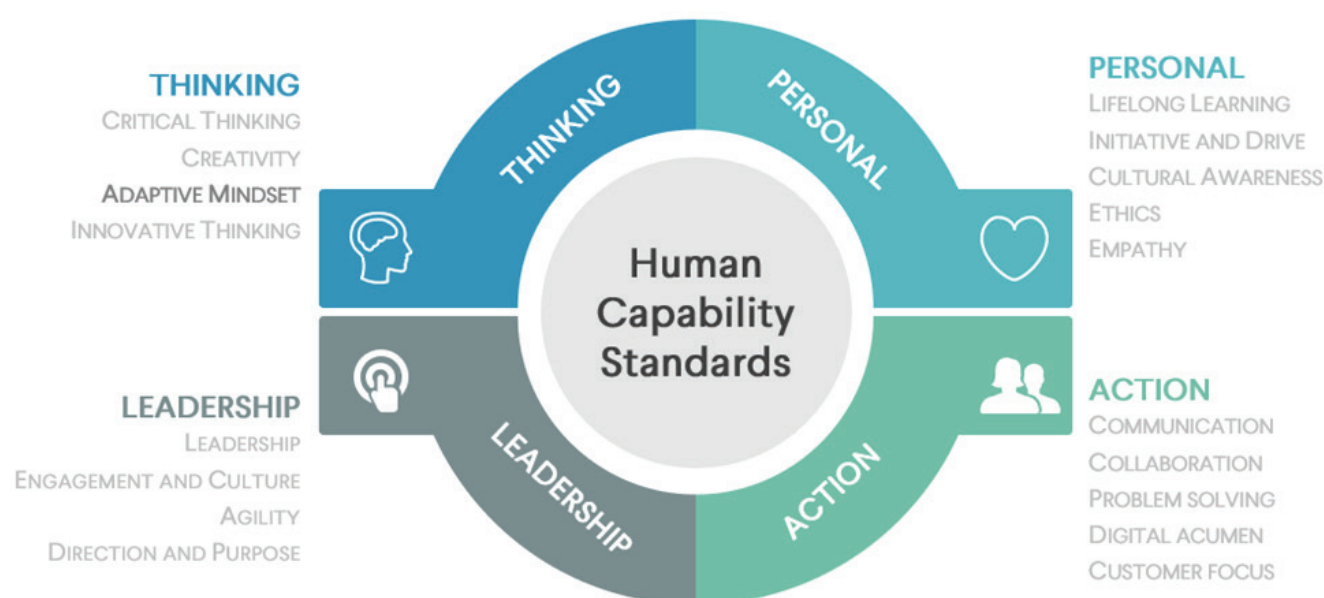 THINKING
CRITICAL THINKING
CREATIVITY
ADAPTIVE MINDSET
INNOVATIVE THINKING
LEADERSHIP
LEADERSHIP
ENGAGEMENT AND CULTURE
AGILITY
DIRECTION AND PURPOSE
THINKING
PERSONAL
Human
Capability
Standards
LEADERSHIP
ACTION
PERSONAL
LIFELONG LEARNING
INITIATIVE AND DRIVE
CULTURAL AWARENESS
ETHICS
EMPATHY
ACTION
COMMUNICATION
COLLABORATION
PROBLEM SOLVING
DIGITAL ACUMEN
CUSTOMER FOCUS